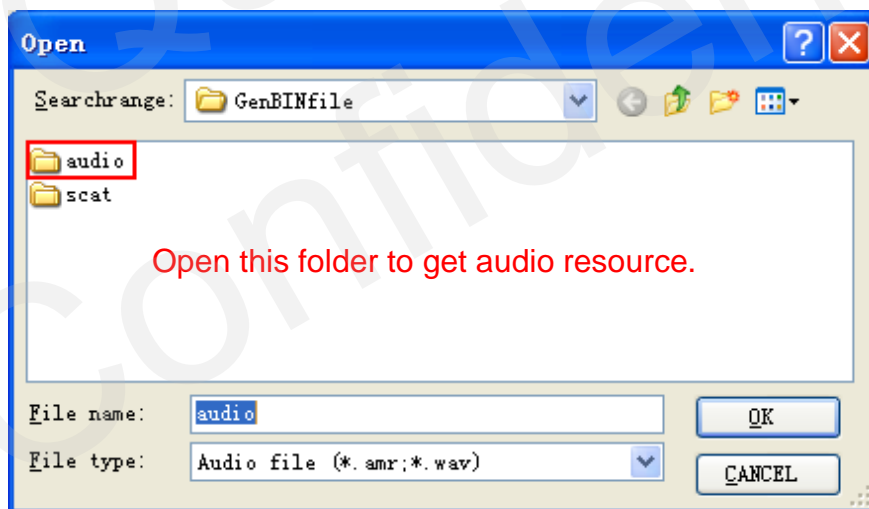 Open
Searchrange: GenBINfile
audio
scat
Open this folder to get audio resource.
File name: audio
OK
File type: Audio file (*.amr;*.wav)
CANCEL
Confiden